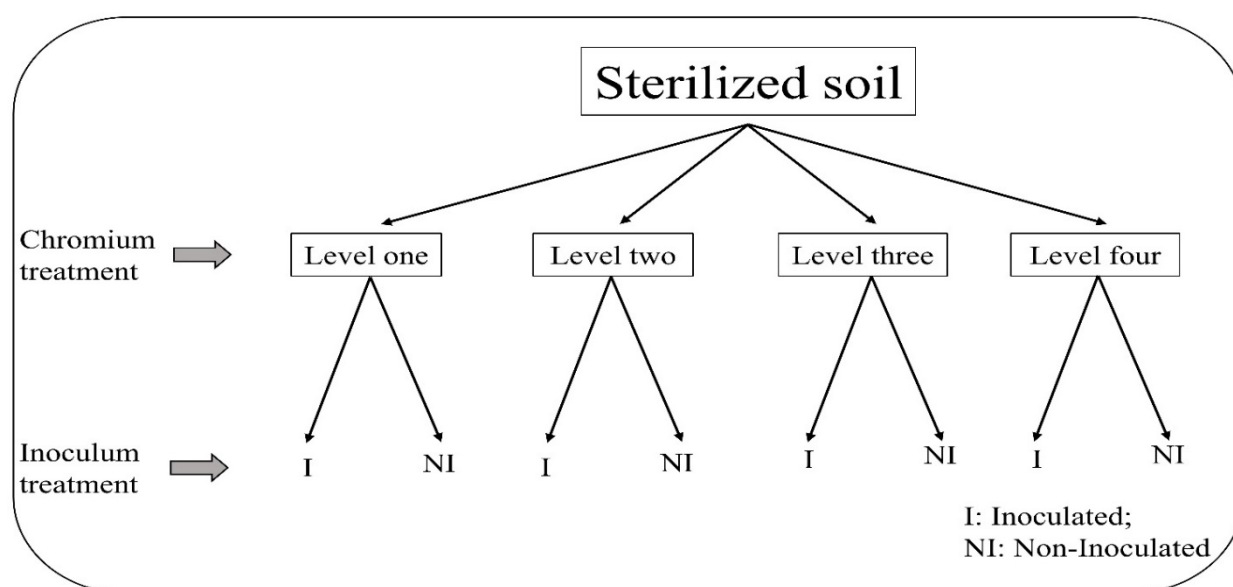 Sterilized soil
Chromium
treatment
Level one
Level two
Level three
Level four
Inoculum
treatment
I
NI
I
NI
I
NI
I
NI
I: Inoculated;
NI: Non-Inoculated